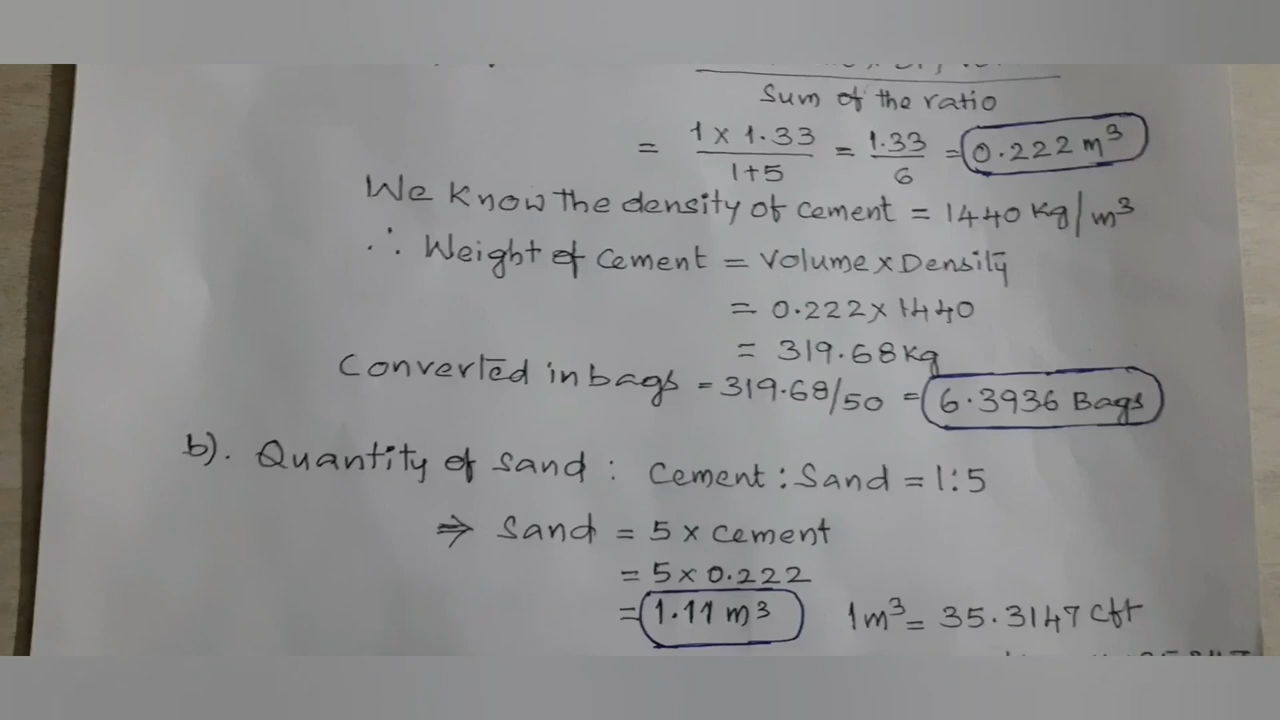 Sum of the ratio
= 1 x 1.33 / 1+5 = 1.33 / 6 = 0.222 m³
We know the density of cement = 1440 kg/m³
∴ Weight of cement = Volume x Density
= 0.222 x 1440
= 319.68 kg
Converted in bags = 319.68/50 = 6.3936 Bags
b). Quantity of sand : Cement : Sand = 1:5
⇒ Sand = 5 x cement
= 5 x 0.222
= 1.11 m³ 1m³ = 35.3147 cft